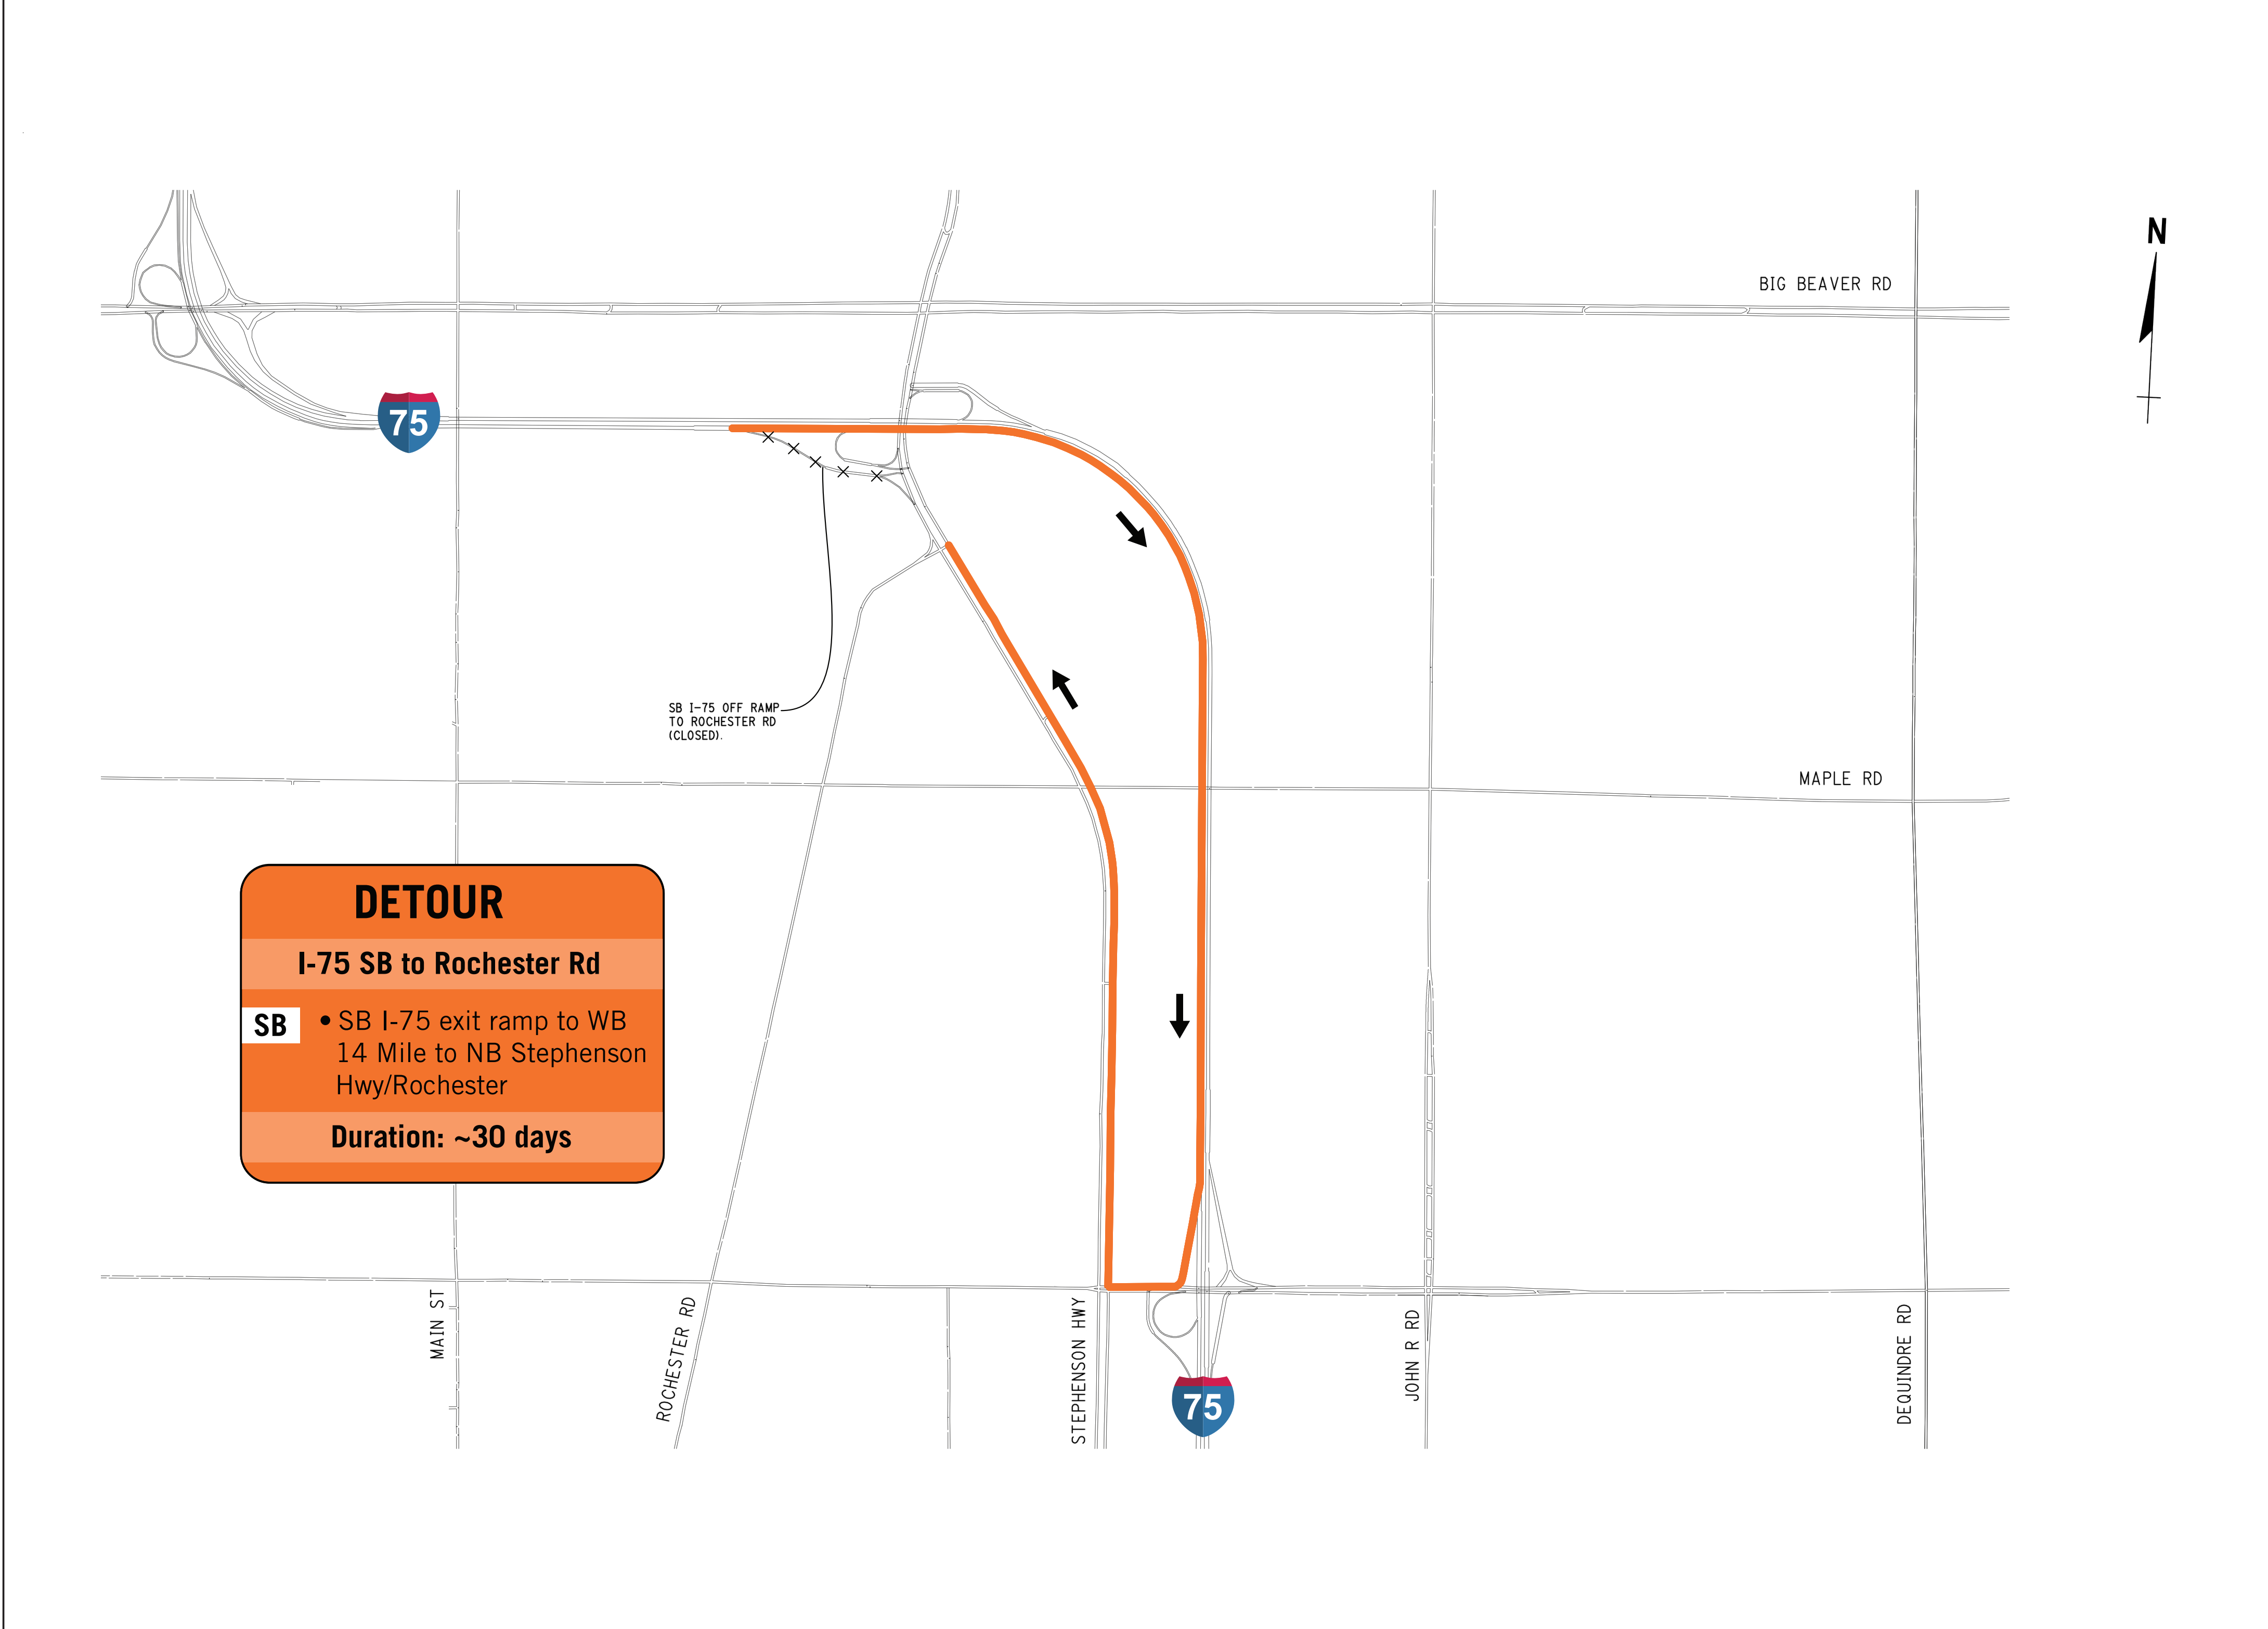 N
BIG BEAVER RD
75
SB I-75 OFF RAMP
TO ROCHESTER RD
(CLOSED).
MAPLE RD
DETOUR
I-75 SB to Rochester Rd
SB
• SB I-75 exit ramp to WB
14 Mile to NB Stephenson
Hwy/Rochester
Duration: ~30 days
MAIN ST
ROCHESTER RD
STEPHENSON HWY
75
JOHN R RD
DEQUINDRE RD